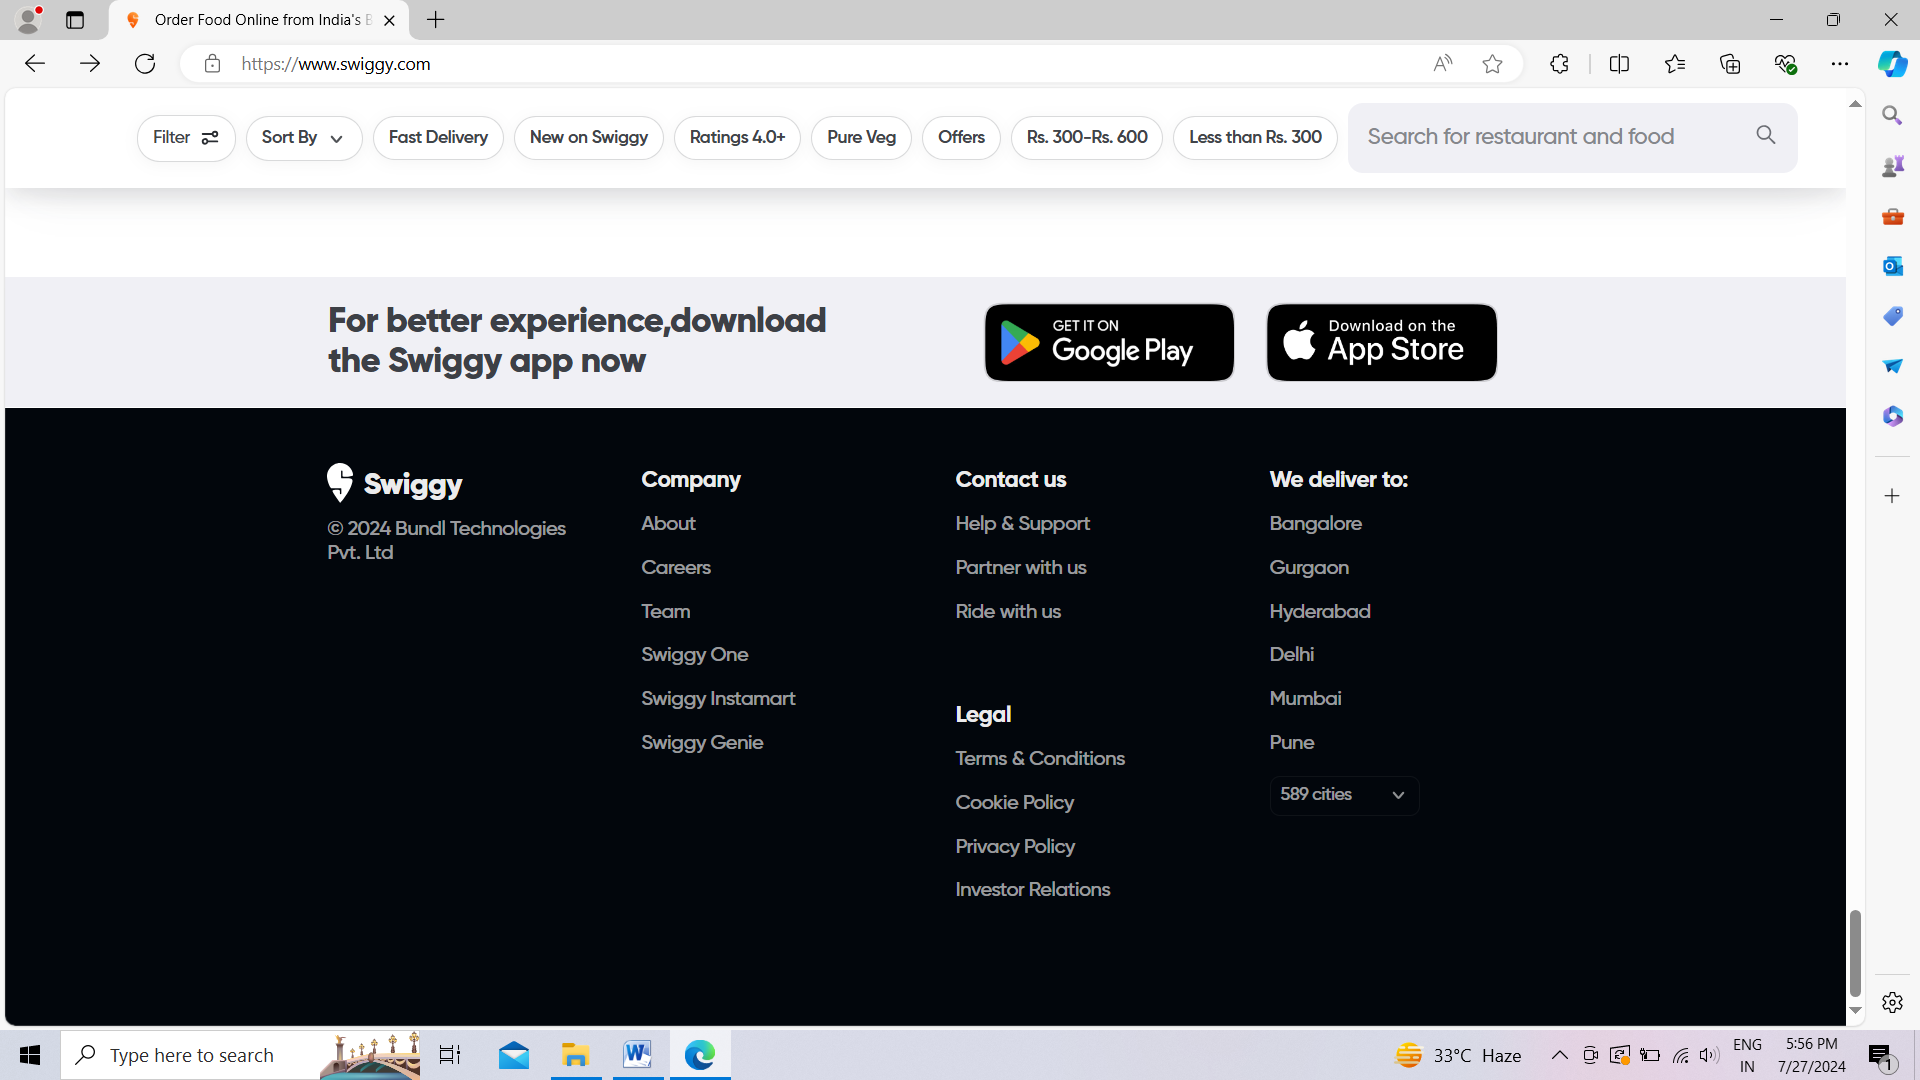 Order Food Online from India's B
https://www.swiggy.com
Filter
Sort By
Fast Delivery
New on Swiggy
Ratings 4.0+
Pure Veg
Offers
Rs. 300-Rs. 600
Less than Rs. 300
Search for restaurant and food
For better experience,download
the Swiggy app now
GET IT ON
Google Play
Download on the
App Store
Swiggy
© 2024 Bundl Technologies
Pvt. Ltd
Company
About
Careers
Team
Swiggy One
Swiggy Instamart
Swiggy Genie
Contact us
Help & Support
Partner with us
Ride with us
Legal
Terms & Conditions
Cookie Policy
Privacy Policy
Investor Relations
We deliver to:
Bangalore
Gurgaon
Hyderabad
Delhi
Mumbai
Pune
589 cities
Type here to search
33°C Haze
ENG
IN
5:56 PM
7/27/2024
1